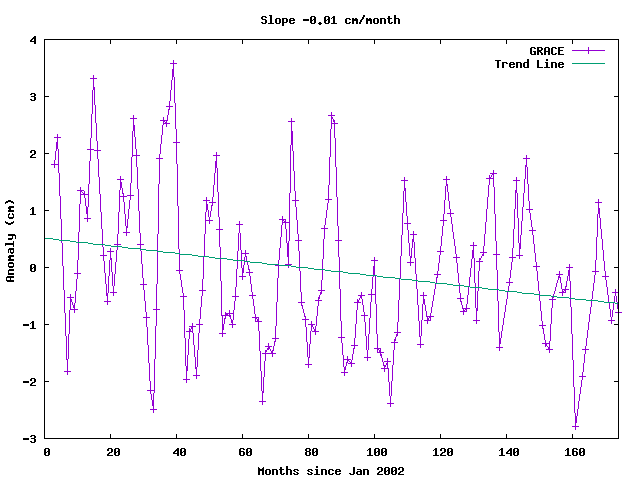 Slope -0.01 cm/month
GRACE
Trend Line
4
3
2
1
0
-1
-2
-3
Anomaly (cm)
0 20 40 60 80 100 120 140 160
Months since Jan 2002